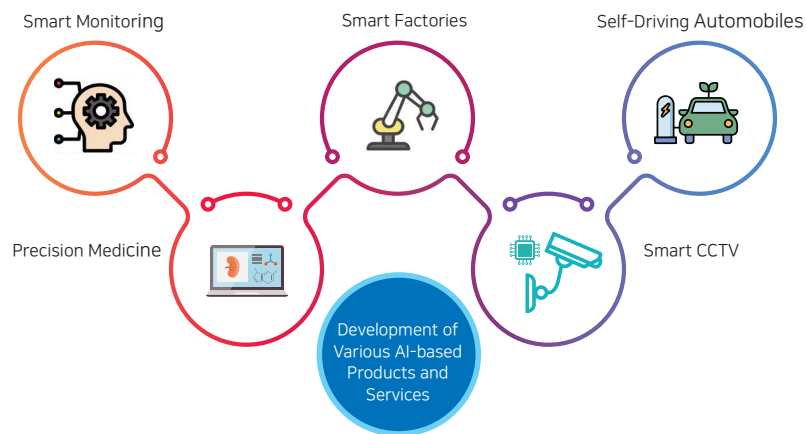 Smart Monitoring
Smart Factories
Self-Driving Automobiles
Precision Medicine
Smart CCTV
Development of
Various AI-based
Products and
Services